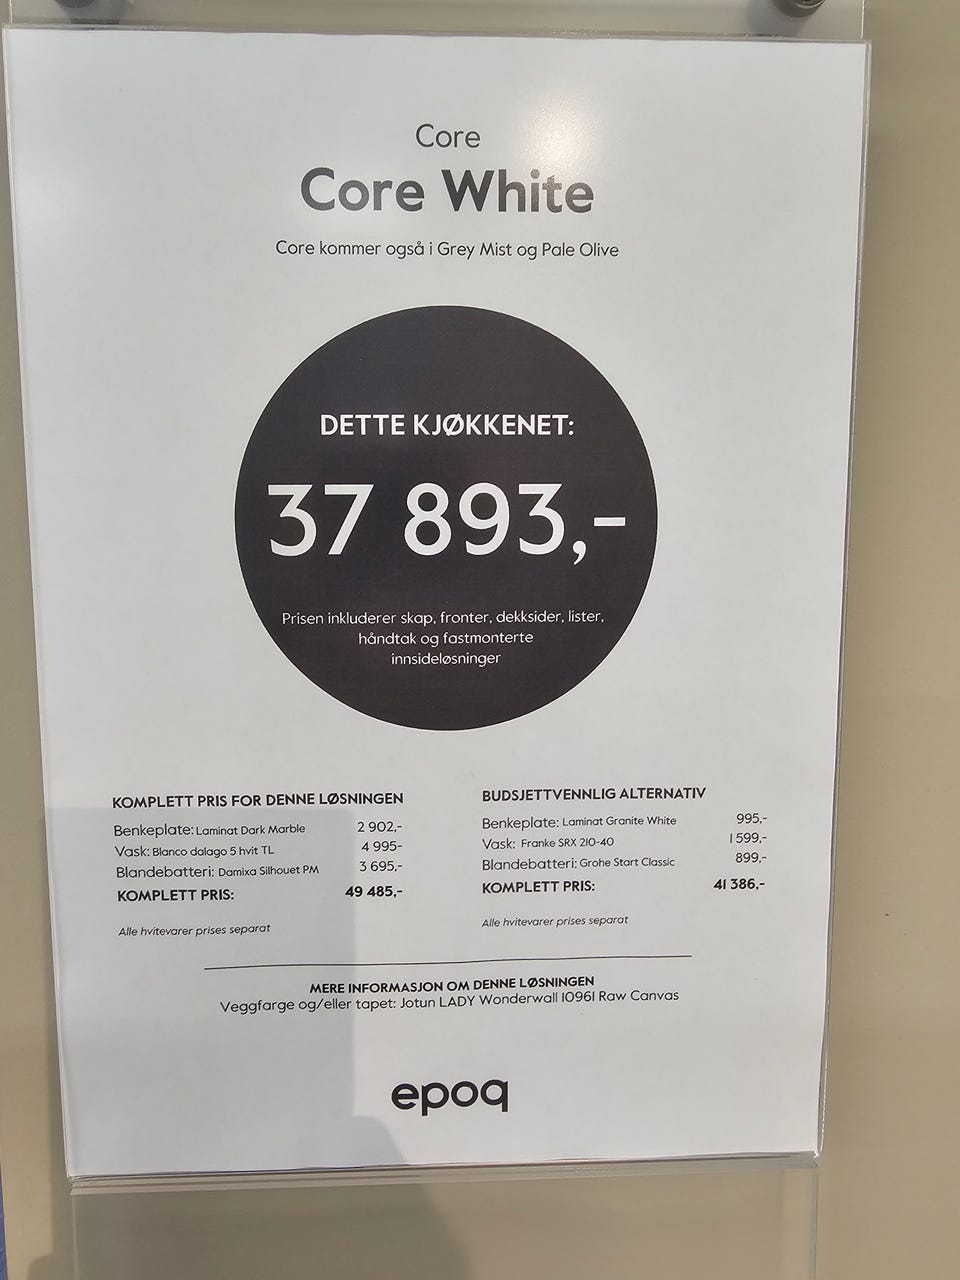 Core
Core White
Core kommer også i Grey Mist og Pale Olive
DETTE KJØKKENET:
37 893,-
Prisen inkluderer skap, fronter, dekksider, lister,
håndtak og fastmonterte
innsideløsninger
KOMPLETT PRIS FOR DENNE LØSNINGEN
Benkeplate: Laminat Dark Marble 2 902,-
Vask: Blanco dalago 5 hvit TL 4 995-
Blandebatteri: Damixa Silhouet PM 3 695,-
KOMPLETT PRIS: 49 485,-
Alle hvitevarer prises separat
BUDSJETTVENNLIG ALTERNATIV
Benkeplate: Laminat Granite White 995,-
Vask: Franke SRX 210-40 1 599,-
Blandebatteri: Grohe Start Classic 899,-
KOMPLETT PRIS: 41 386,-
Alle hvitevarer prises separat
MERE INFORMASJON OM DENNE LØSNINGEN
Veggfarge og/eller tapet: Jotun LADY Wonderwall 10961 Raw Canvas
epoq